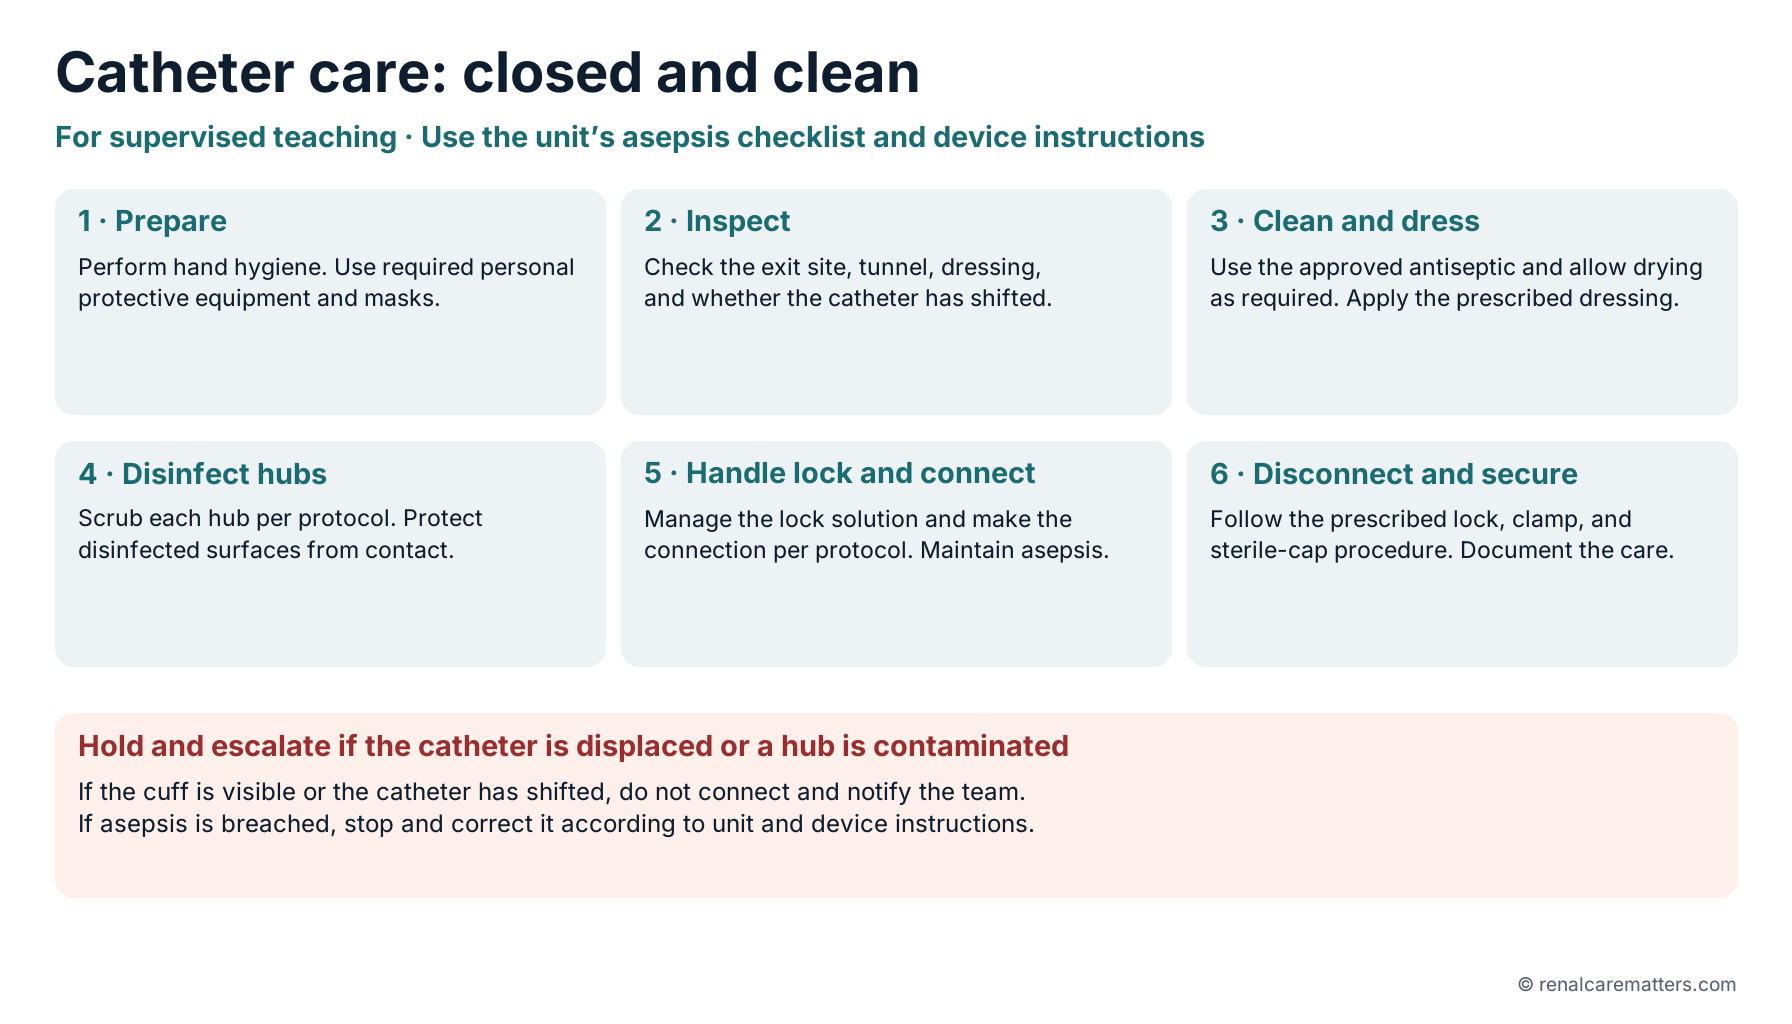 Catheter care: closed and clean
For supervised teaching · Use the unit’s asepsis checklist and device instructions
1 · Prepare
Perform hand hygiene. Use required personal
protective equipment and masks.
2 · Inspect
Check the exit site, tunnel, dressing,
and whether the catheter has shifted.
3 · Clean and dress
Use the approved antiseptic and allow drying
as required. Apply the prescribed dressing.
4 · Disinfect hubs
Scrub each hub per protocol. Protect
disinfected surfaces from contact.
5 · Handle lock and connect
Manage the lock solution and make the
connection per protocol. Maintain asepsis.
6 · Disconnect and secure
Follow the prescribed lock, clamp, and
sterile-cap procedure. Document the care.
Hold and escalate if the catheter is displaced or a hub is contaminated
If the cuff is visible or the catheter has shifted, do not connect and notify the team.
If asepsis is breached, stop and correct it according to unit and device instructions.
© renalcarematters.com